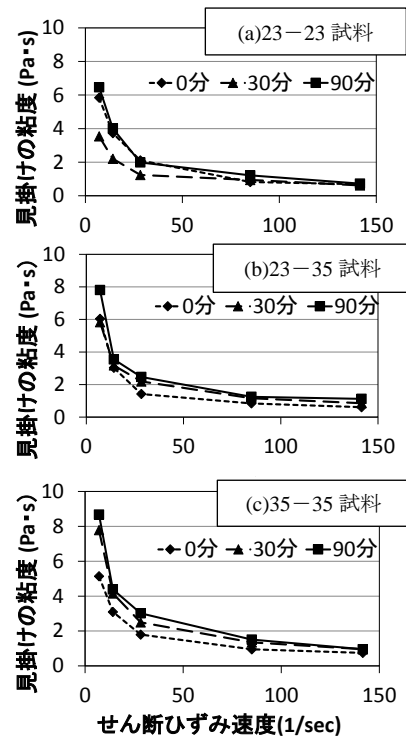 (a)23－23 試料
見掛けの粘度 (Pa･s)
10
8
6
4
2
0
0分 30分 90分
0 50 100 150
(b)23－35 試料
見掛けの粘度 (Pa･s)
10
8
6
4
2
0
0分 30分 90分
0 50 100 150
(c)35－35 試料
見掛けの粘度 (Pa･s)
10
8
6
4
2
0
0分 30分 90分
0 50 100 150
せん断ひずみ速度(1/sec)